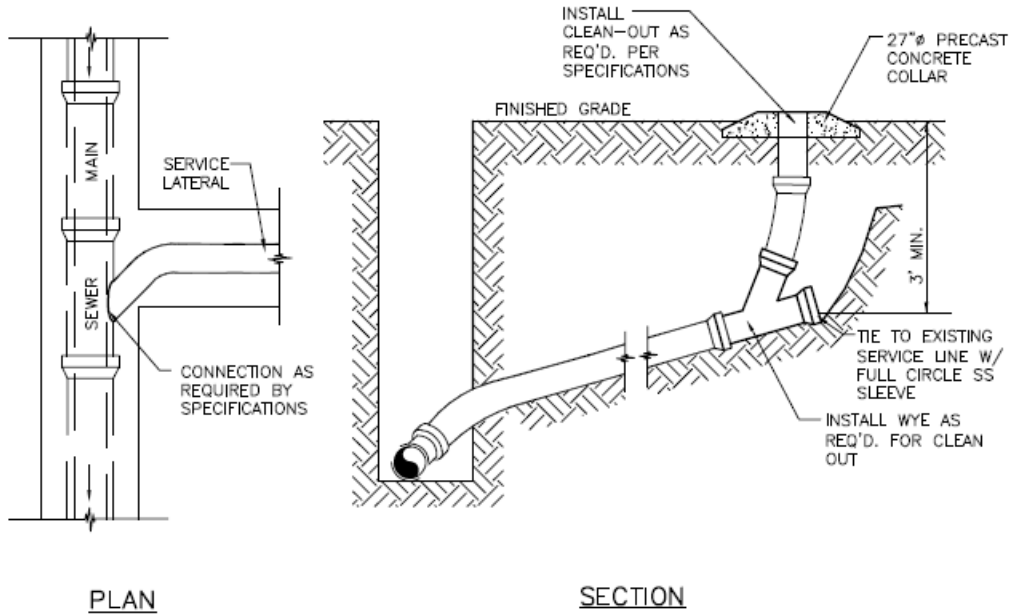 MAIN
SEWER
SERVICE
LATERAL
CONNECTION AS
REQUIRED BY
SPECIFICATIONS
PLAN
INSTALL
CLEAN-OUT AS
REQ'D. PER
SPECIFICATIONS
27"ø PRECAST
CONCRETE
COLLAR
FINISHED GRADE
3' MIN.
TIE TO EXISTING
SERVICE LINE W/
FULL CIRCLE SS
SLEEVE
INSTALL WYE AS
REQ'D. FOR CLEAN
OUT
SECTION